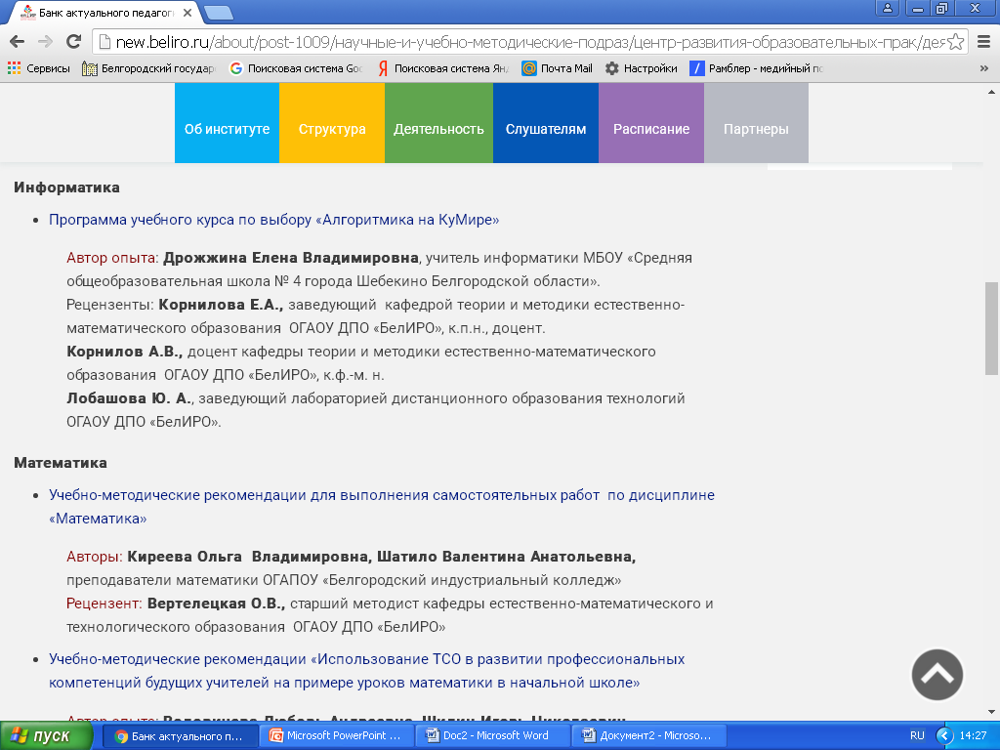 Банк актуального педагоги
new.beliro.ru/about/post-1009/научные-и-учебно-методические-подраз/центр-развития-образовательных-прак/дея
Сервисы Белгородский государ Поисковая система Goo Поисковая система Янд Почта Mail Настройки Рамблер - медийный по »
Об институте Структура Деятельность Слушателям Расписание Партнеры
Информатика
• Программа учебного курса по выбору «Алгоритмика на КуМире»
Автор опыта: Дрожжина Елена Владимировна, учитель информатики МБОУ «Средняя
общеобразовательная школа № 4 города Шебекино Белгородской области».
Рецензенты: Корнилова Е.А., заведующий кафедрой теории и методики естественно-
математического образования ОГАОУ ДПО «БелИРО», к.п.н., доцент.
Корнилов А.В., доцент кафедры теории и методики естественно-математического
образования ОГАОУ ДПО «БелИРО», к.ф.-м. н.
Лобашова Ю. А., заведующий лабораторией дистанционного образования технологий
ОГАОУ ДПО «БелИРО».
Математика
• Учебно-методические рекомендации для выполнения самостоятельных работ по дисциплине
«Математика»
Авторы: Киреева Ольга Владимировна, Шатило Валентина Анатольевна,
преподаватели математики ОГАПОУ «Белгородский индустриальный колледж»
Рецензент: Вертелецкая О.В., старший методист кафедры естественно-математического и
технологического образования ОГАОУ ДПО «БелИРО»
• Учебно-методические рекомендации «Использование ТСО в развитии профессиональных
компетенций будущих учителей на примере уроков математики в начальной школе»
Автор опыта:
пуск Банк актуального п... Microsoft PowerPoint ... Doc2 - Microsoft Word Документ2 - Microso... RU 14:27